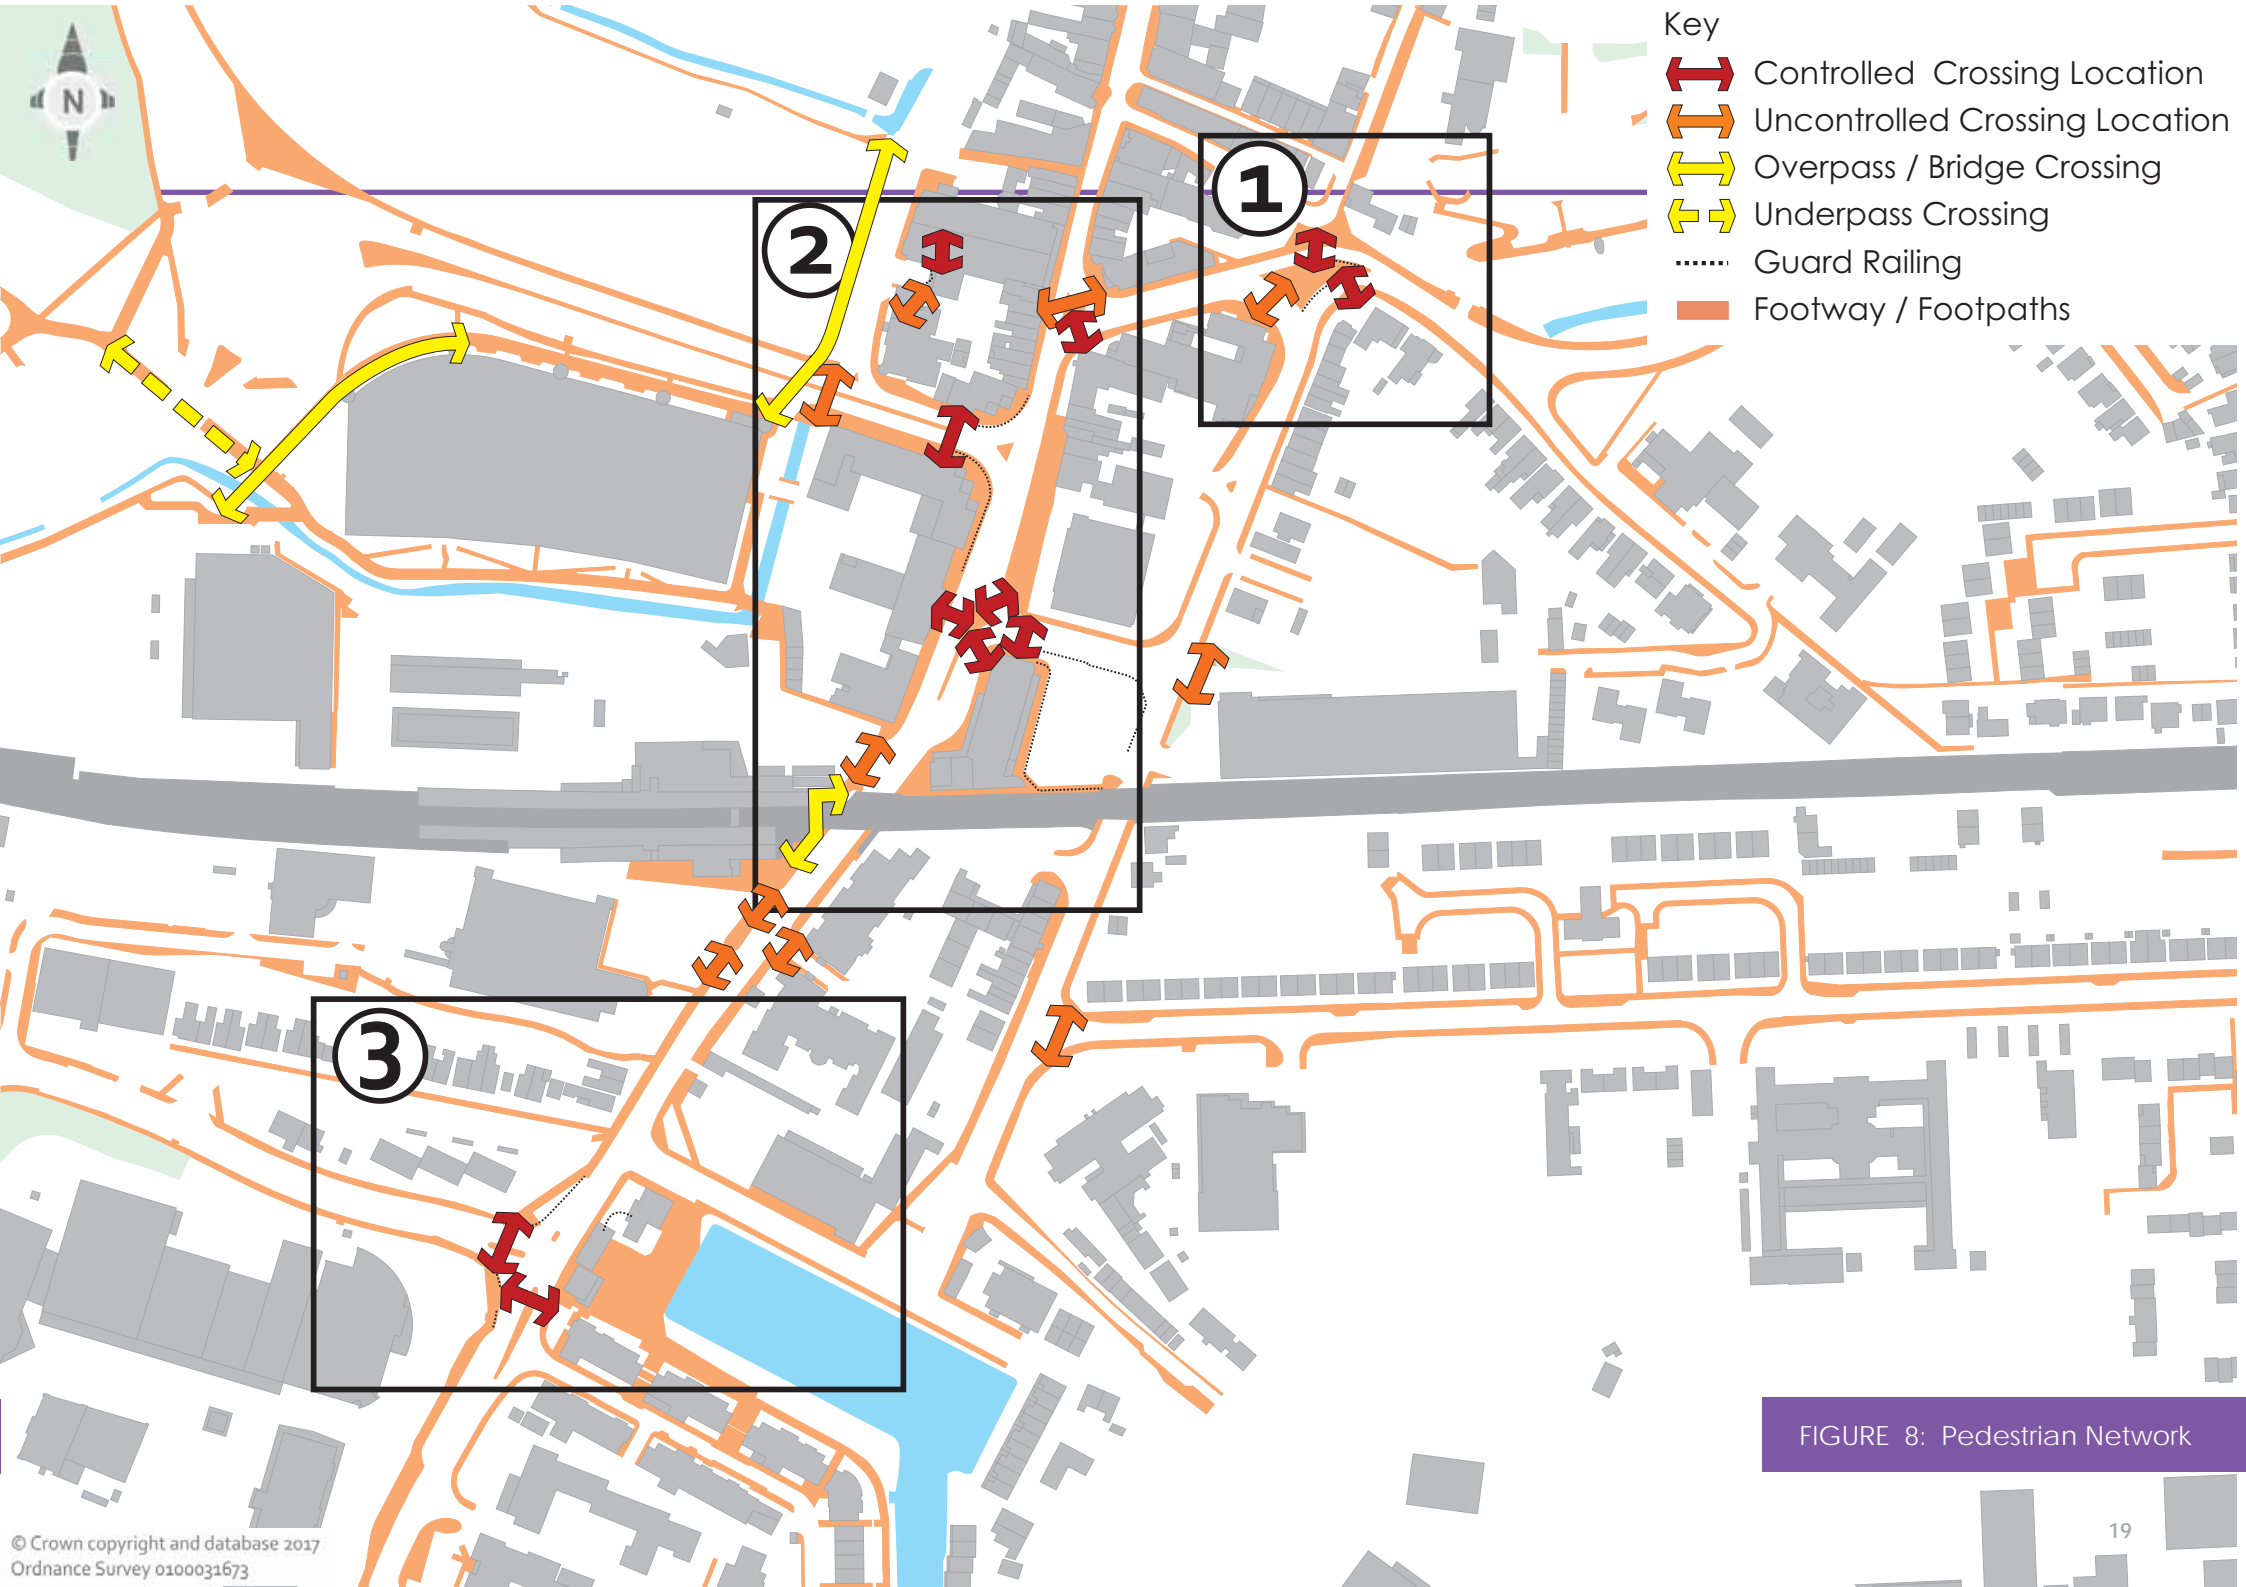 N
Key
Controlled Crossing Location
Uncontrolled Crossing Location
Overpass / Bridge Crossing
Underpass Crossing
Guard Railing
Footway / Footpaths
1
2
3
FIGURE 8: Pedestrian Network
19
© Crown copyright and database 2017
Ordnance Survey 0100031673